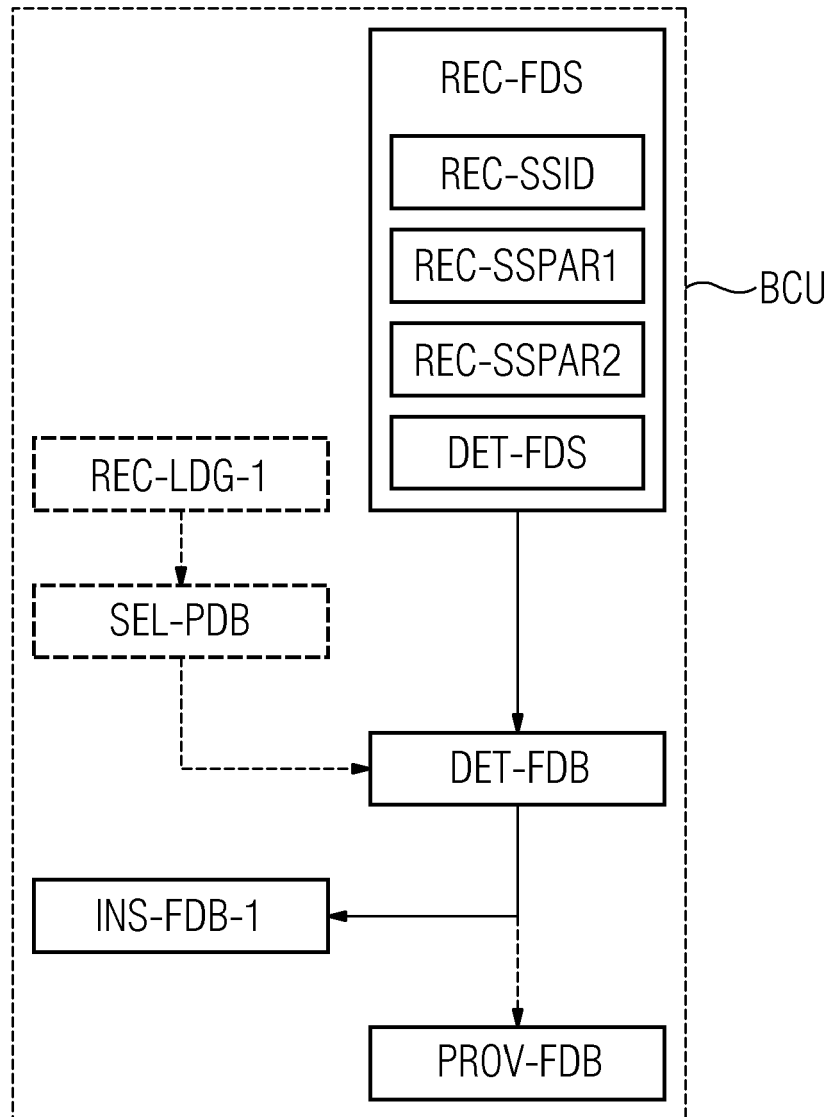 REC-FDS
REC-SSID
REC-SSPAR1
BCU
REC-SSPAR2
DET-FDS
REC-LDG-1
SEL-PDB
DET-FDB
INS-FDB-1
PROV-FDB